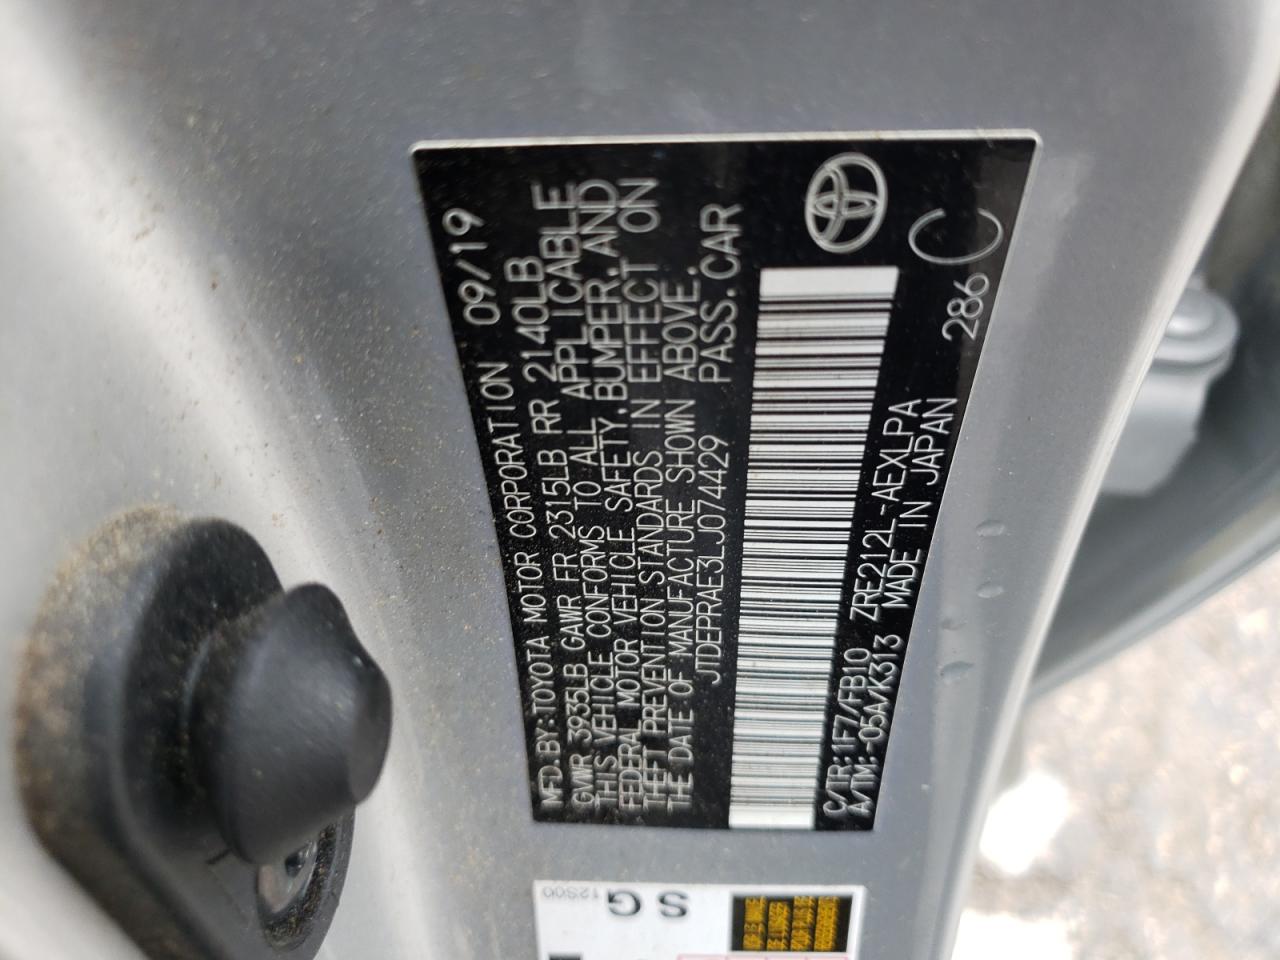 MFD.BY:TOYOTA MOTOR CORPORATION 09/19
GVWR 3935LB GAWR FR 2315LB RR 2140LB
THIS VEHICLE CONFORMS TO ALL APPLICABLE
FEDERAL MOTOR VEHICLE SAFETY,BUMPER,AND
THEFT PREVENTION STANDARDS IN EFFECT ON
THE DATE OF MANUFACTURE SHOWN ABOVE.
JTDEPRAE3LJ074429 PASS.CAR
C/TR:1F7/FB10 ZRE212L-AEXLPA
A/TM:-05A/K313 MADE IN JAPAN
286 C
SG
12S00